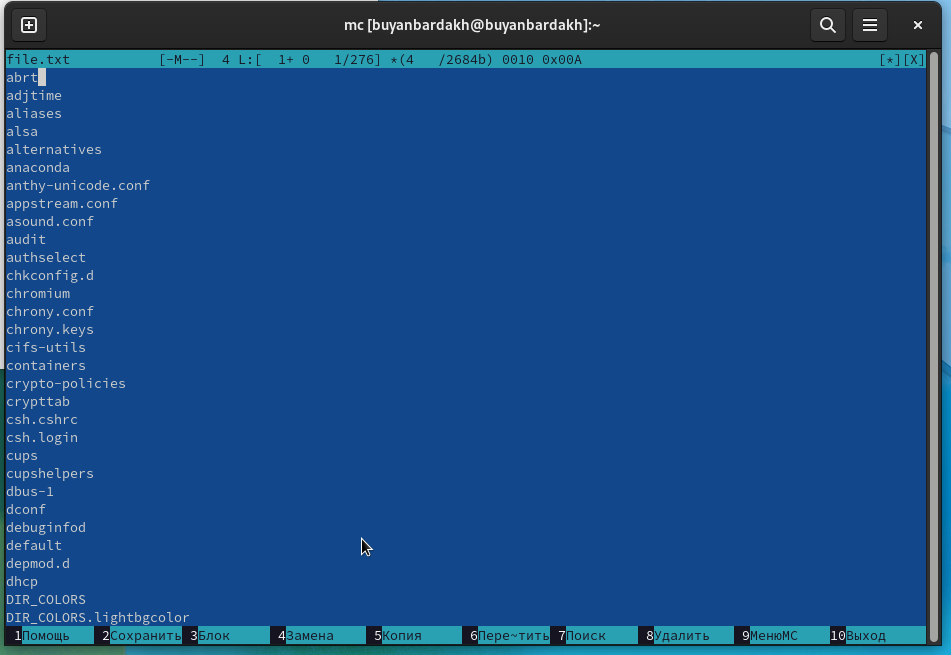 mc [buyanbardakh@buyanbardakh]:~
file.txt [-M--] 4 L:[ 1+ 0 1/276] *(4 /2684b) 0010 0x00A [*][X]
abrt
adjtime
aliases
alsa
alternatives
anaconda
anthy-unicode.conf
appstream.conf
asound.conf
audit
authselect
chkconfig.d
chromium
chrony.conf
chrony.keys
cifs-utils
containers
crypto-policies
crypttab
csh.cshrc
csh.login
cups
cupshelpers
dbus-1
dconf
debuginfod
default
depmod.d
dhcp
DIR_COLORS
DIR_COLORS.lightbgcolor
1Помощь 2Сохранить 3Блок 4Замена 5Копия 6Пере~тить 7Поиск 8Удалить 9МенюMC 10Выход